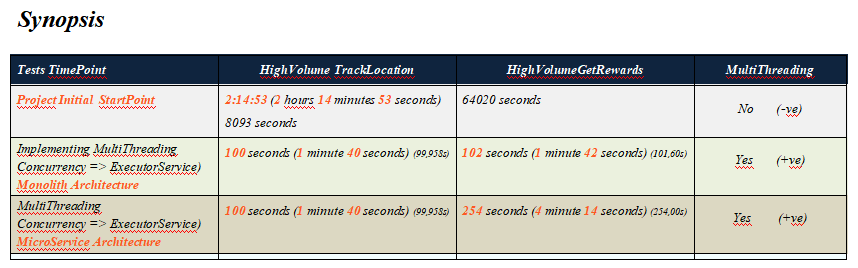 Synopsis
Tests TimePoint HighVolume TrackLocation HighVolumeGetRewards MultiThreading
Project Initial StartPoint 2:14:53 (2 hours 14 minutes 53 seconds) 64020 seconds No (-ve)
8093 seconds
Implementing MultiThreading
Concurrency => ExecutorService)
Monolith Architecture
100 seconds (1 minute 40 seconds) (99,958s) 102 seconds (1 minute 42 seconds) (101,60s) Yes (+ve)
MultiThreading
Concurrency => ExecutorService)
MicroService Architecture
100 seconds (1 minute 40 seconds) (99,958s) 254 seconds (4 minute 14 seconds) (254,00s) Yes (+ve)